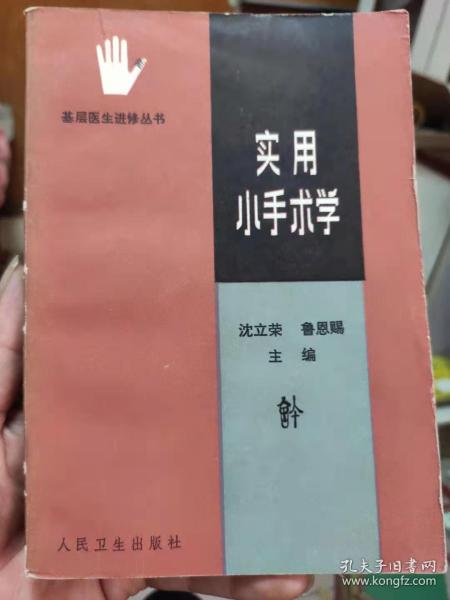 基层医生进修丛书
实用
小手术学
沈立荣 鲁恩赐
主编
人民卫生出版社
孔夫子旧书网
www.kongfz.com